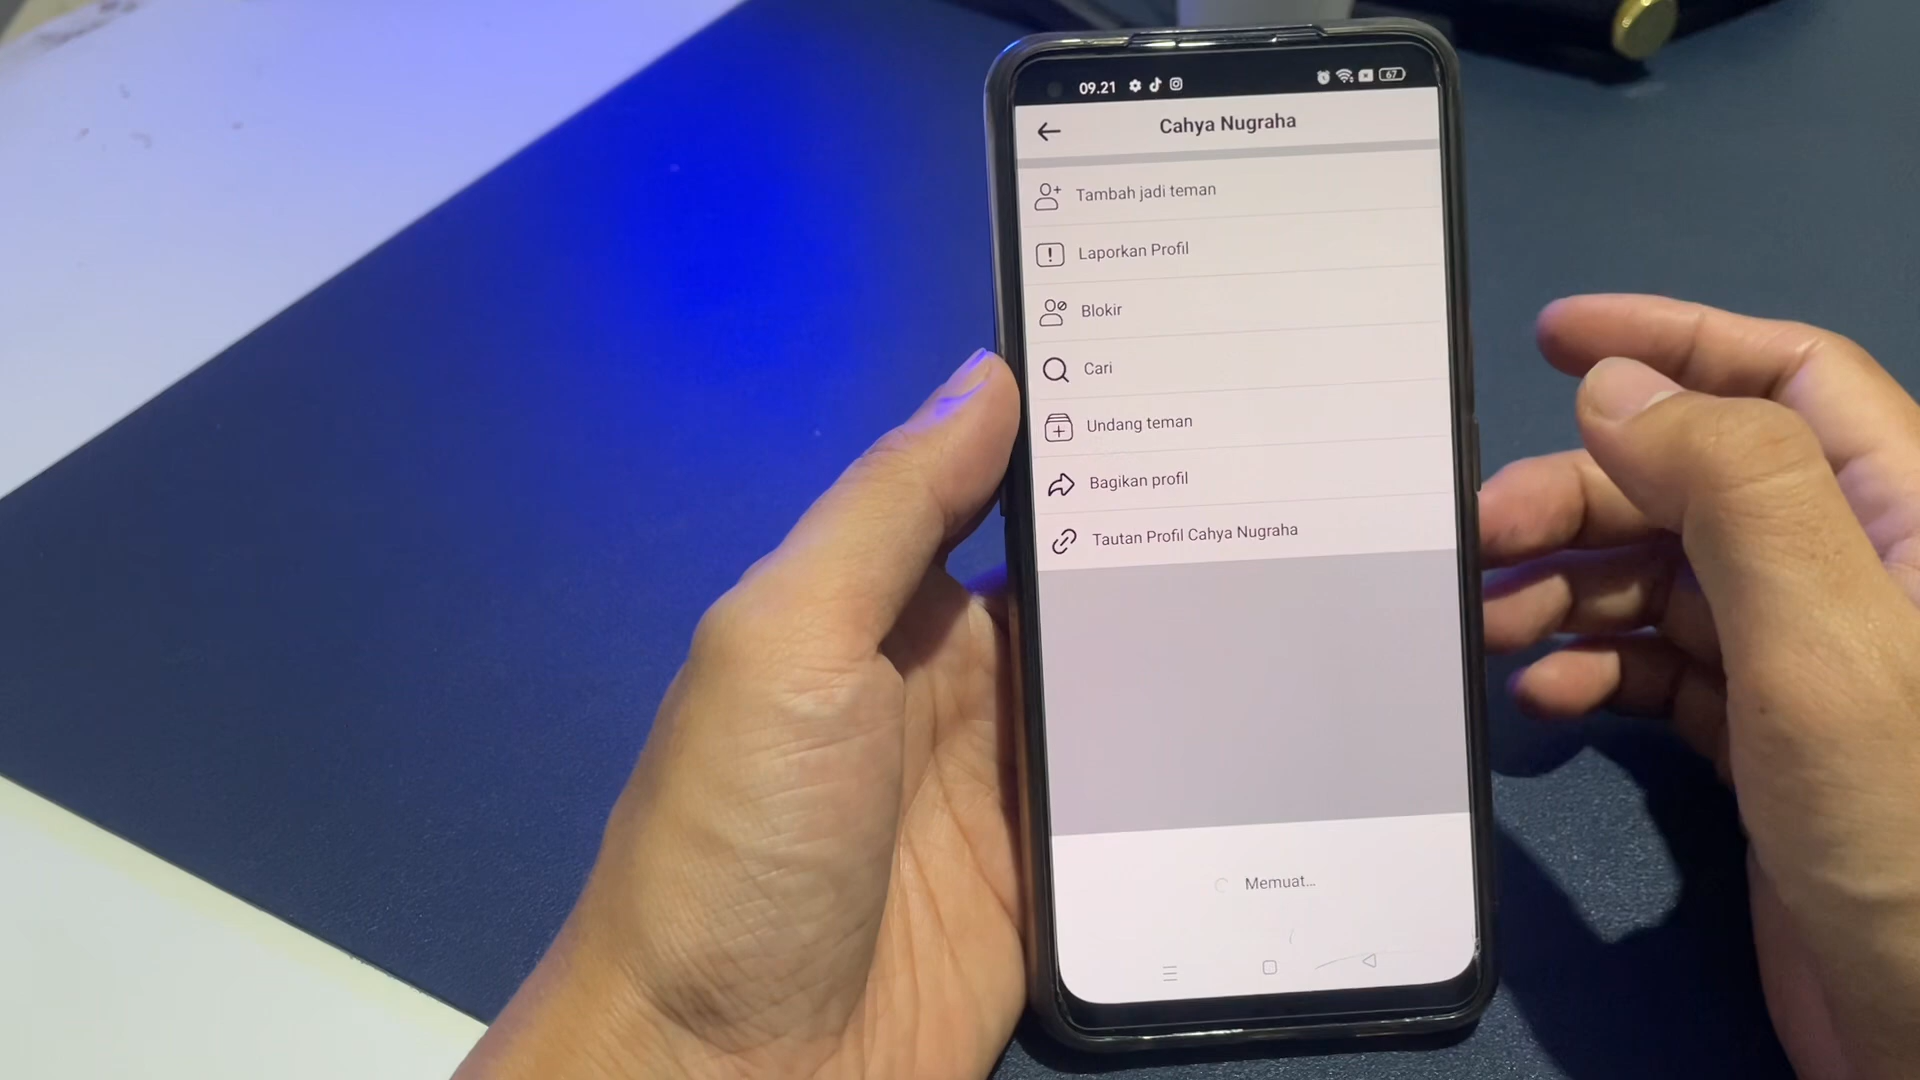 09.21
67
Cahya Nugraha
Tambah jadi teman
Laporkan Profil
Blokir
Cari
Undang teman
Bagikan profil
Tautan Profil Cahya Nugraha
Memuat...